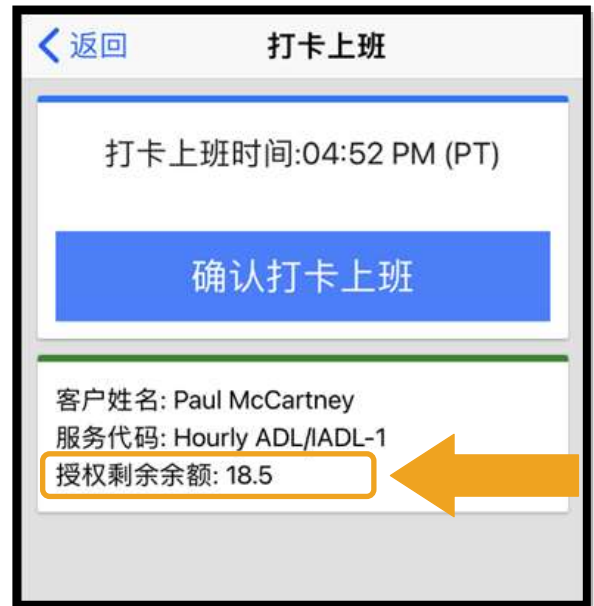 返回 打卡上班
打卡上班时间:04:52 PM (PT)
确认打卡上班
客户姓名: Paul McCartney
服务代码: Hourly ADL/IADL-1
授权剩余余额: 18.5